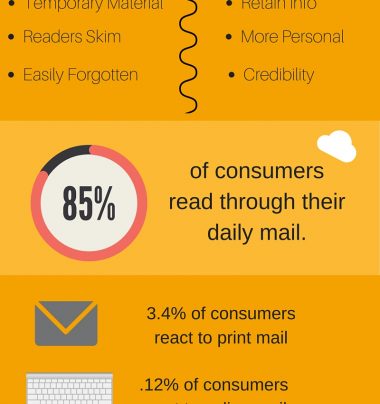 Temporary Material
Retain Info
Readers Skim
More Personal
Easily Forgotten
Credibility
85%
of consumers
read through their
daily mail.
3.4% of consumers
react to print mail
.12% of consumers